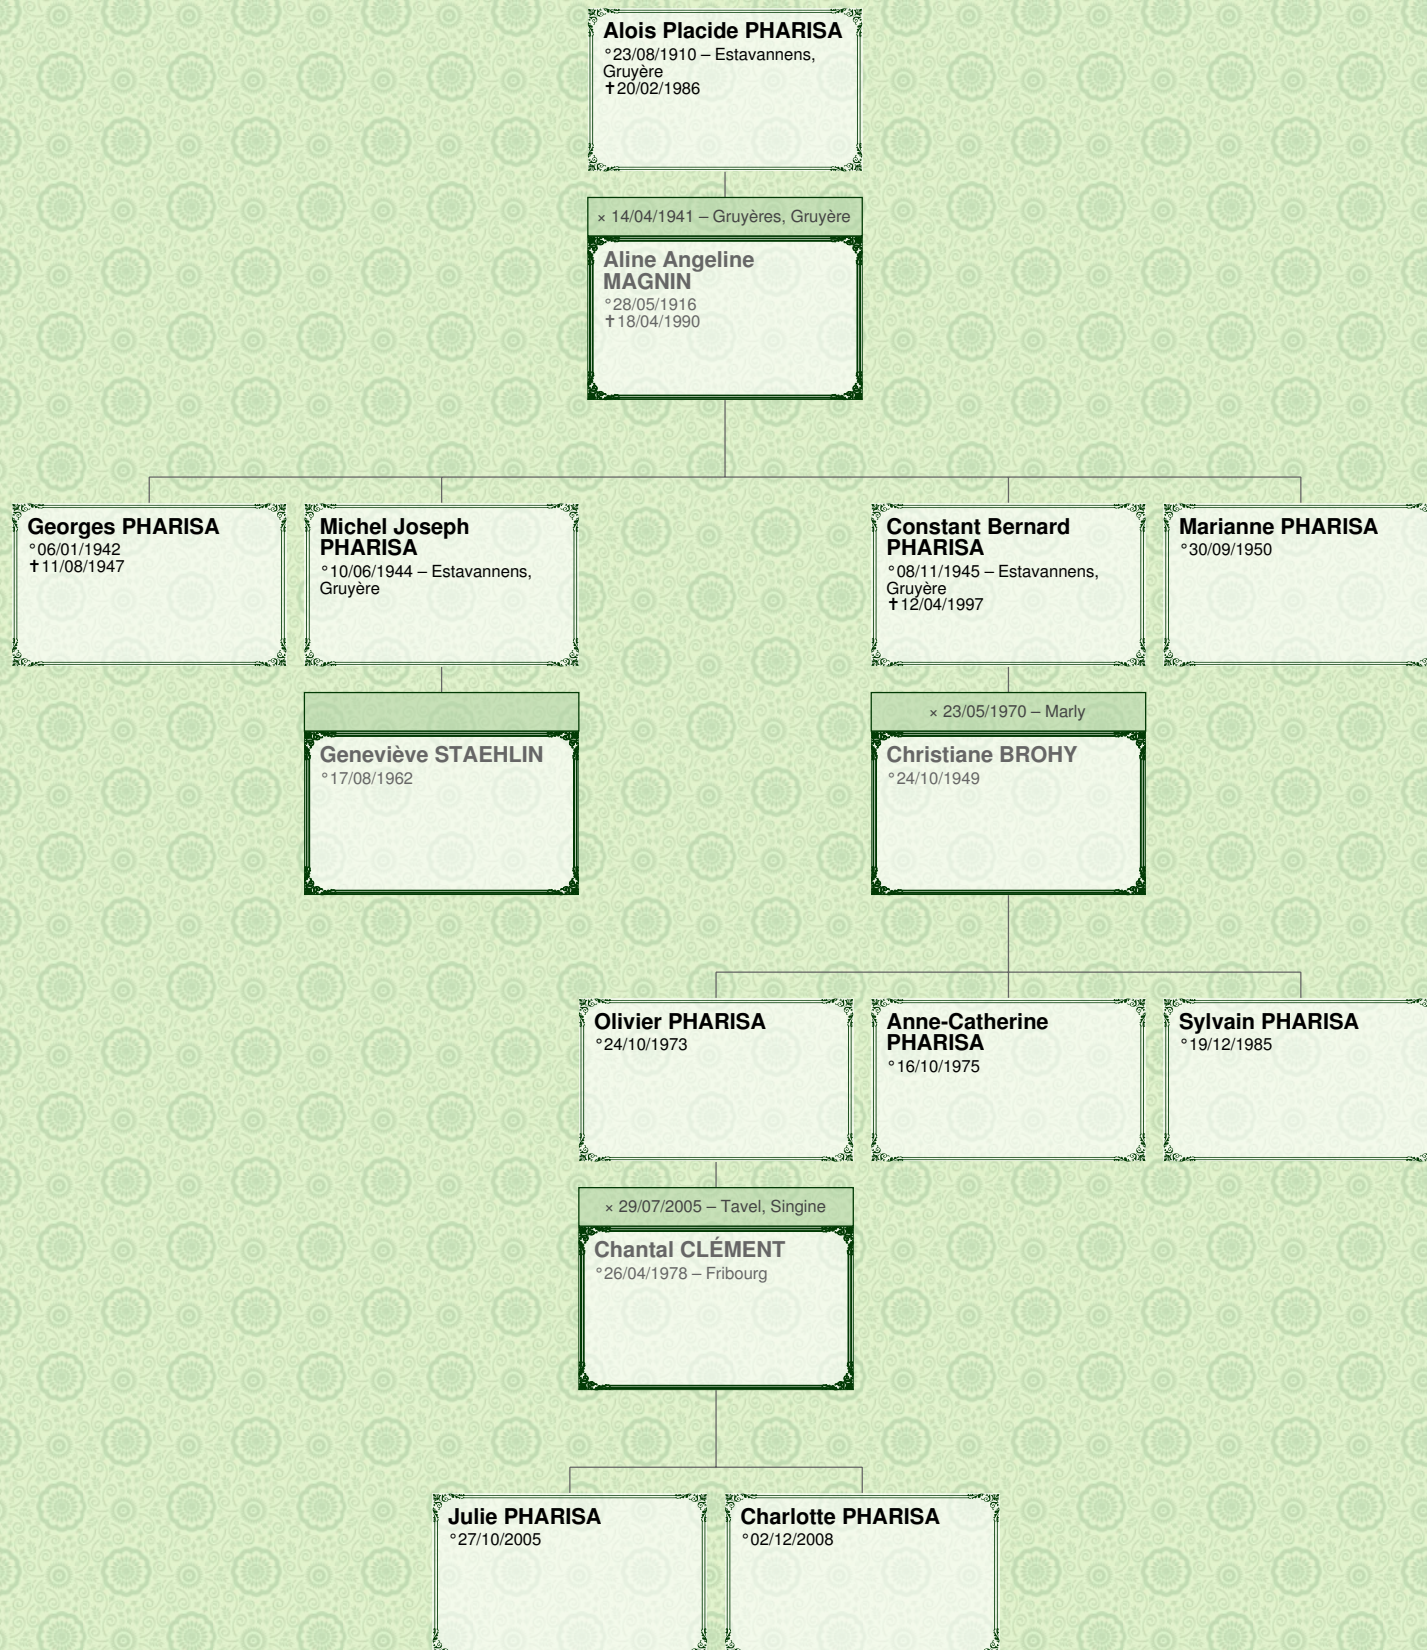 Alois Placide PHARISA
°23/08/1910 – Estavannens,
Gruyère
✝20/02/1986
× 14/04/1941 – Gruyères, Gruyère
Aline Angeline
MAGNIN
°28/05/1916
✝18/04/1990
Georges PHARISA
°06/01/1942
✝11/08/1947
Michel Joseph
PHARISA
°10/06/1944 – Estavannens,
Gruyère
Constant Bernard
PHARISA
°08/11/1945 – Estavannens,
Gruyère
✝12/04/1997
Marianne PHARISA
°30/09/1950
Geneviève STAEHLIN
°17/08/1962
× 23/05/1970 – Marly
Christiane BROHY
°24/10/1949
Olivier PHARISA
°24/10/1973
Anne-Catherine
PHARISA
°16/10/1975
Sylvain PHARISA
°19/12/1985
× 29/07/2005 – Tavel, Singine
Chantal CLÉMENT
°26/04/1978 – Fribourg
Julie PHARISA
°27/10/2005
Charlotte PHARISA
°02/12/2008